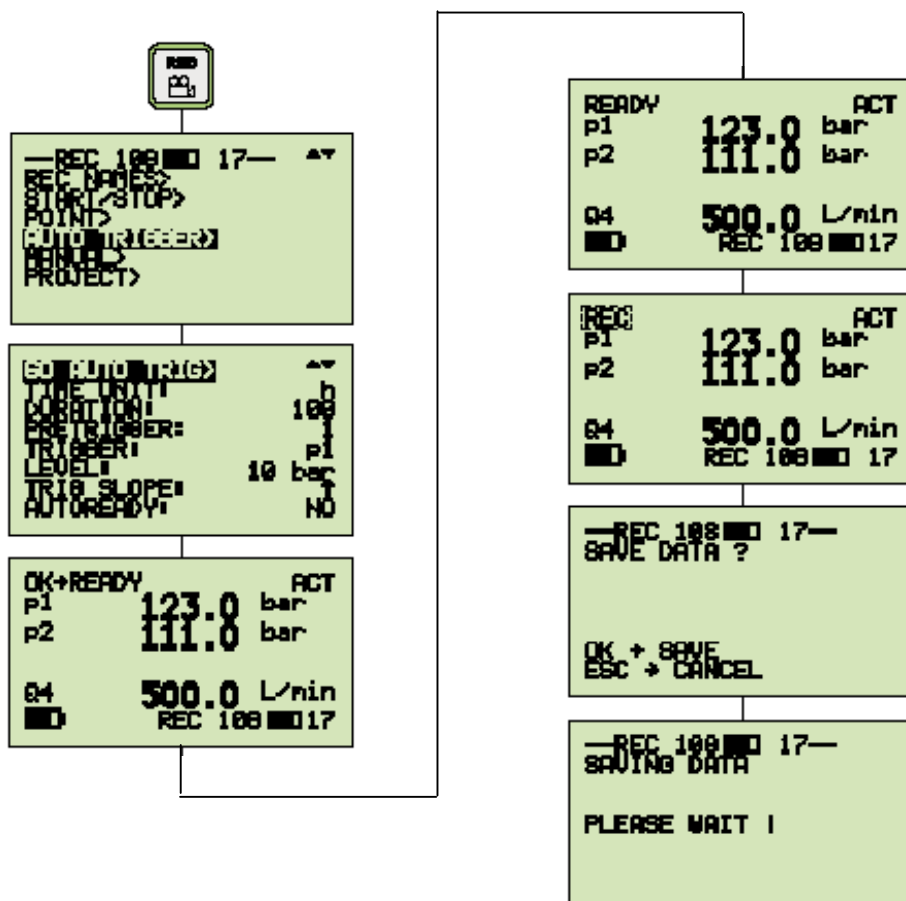 REC
—REC 108 17—
REC NAMES>
START/STOP>
POINT>
AUTO TRIGGER>
MANUAL>
PROJECT>
GO AUTO TRIG>
TIME UNIT: h
DURATION: 100
PRETRIGGER: 1
TRIGGER: p1
LEVEL: 10 bar
TRIG SLOPE: ↑
AUTOREADY: NO
OK→READY ACT
p1 123.0 bar
p2 111.0 bar
Q4 500.0 L/min
REC 108 17
READY ACT
p1 123.0 bar
p2 111.0 bar
Q4 500.0 L/min
REC 108 17
REC ACT
p1 123.0 bar
p2 111.0 bar
Q4 500.0 L/min
REC 108 17
—REC 108 17—
SAVE DATA ?
OK → SAVE
ESC → CANCEL
—REC 108 17—
SAVING DATA
PLEASE WAIT !